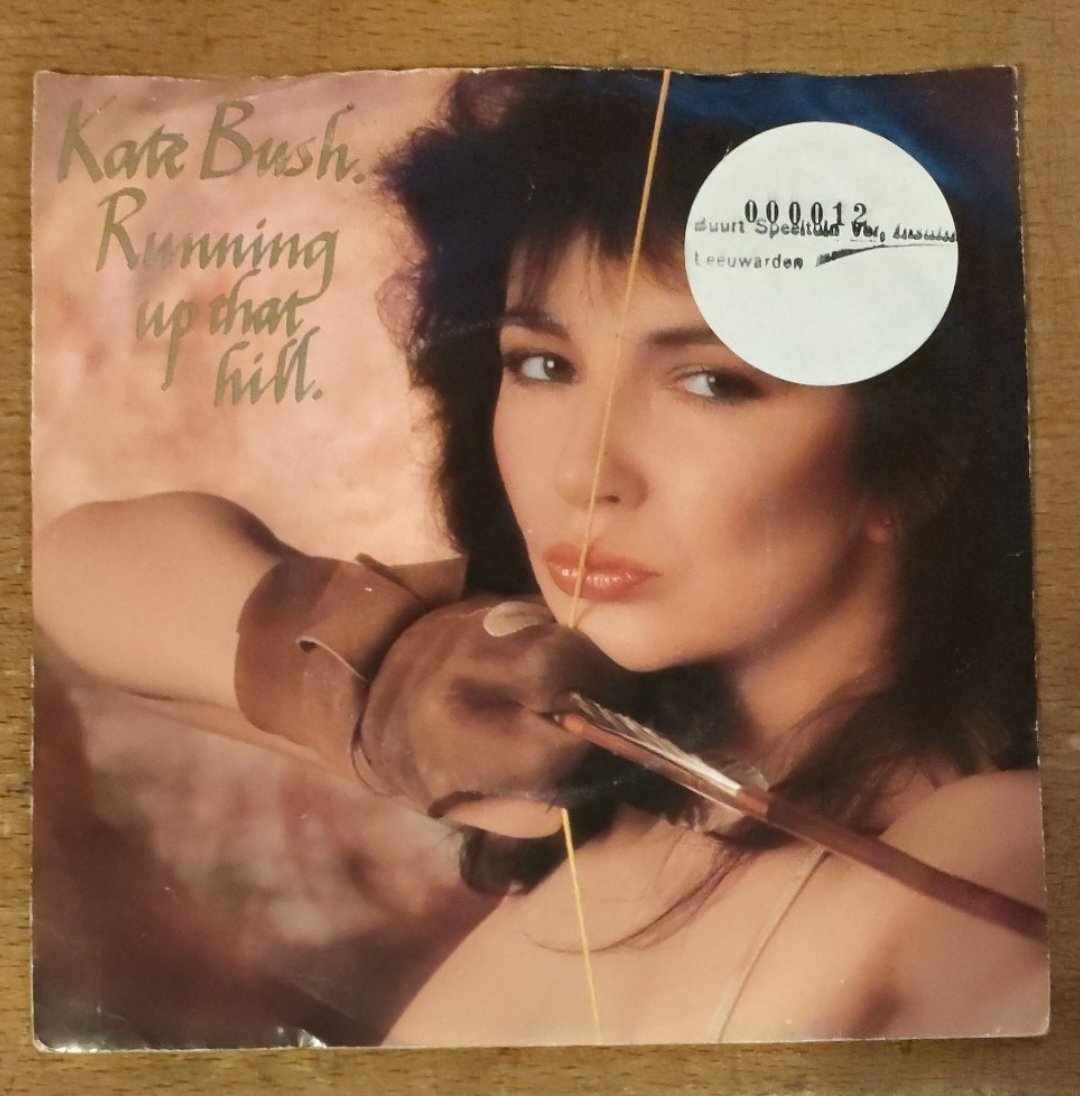 Kate Bush.
Running
up that
hill.
000012
Buurt Speeltuin
Leeuwarden